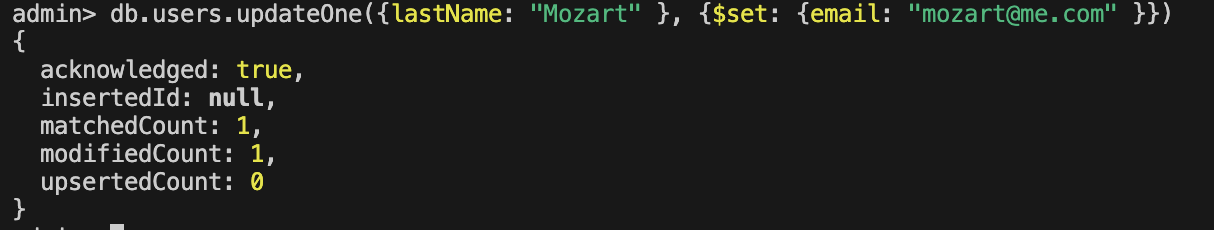 admin> db.users.updateOne({lastName: "Mozart" }, {$set: {email: "mozart@me.com" }})
{
  acknowledged: true,
  insertedId: null,
  matchedCount: 1,
  modifiedCount: 1,
  upsertedCount: 0
}